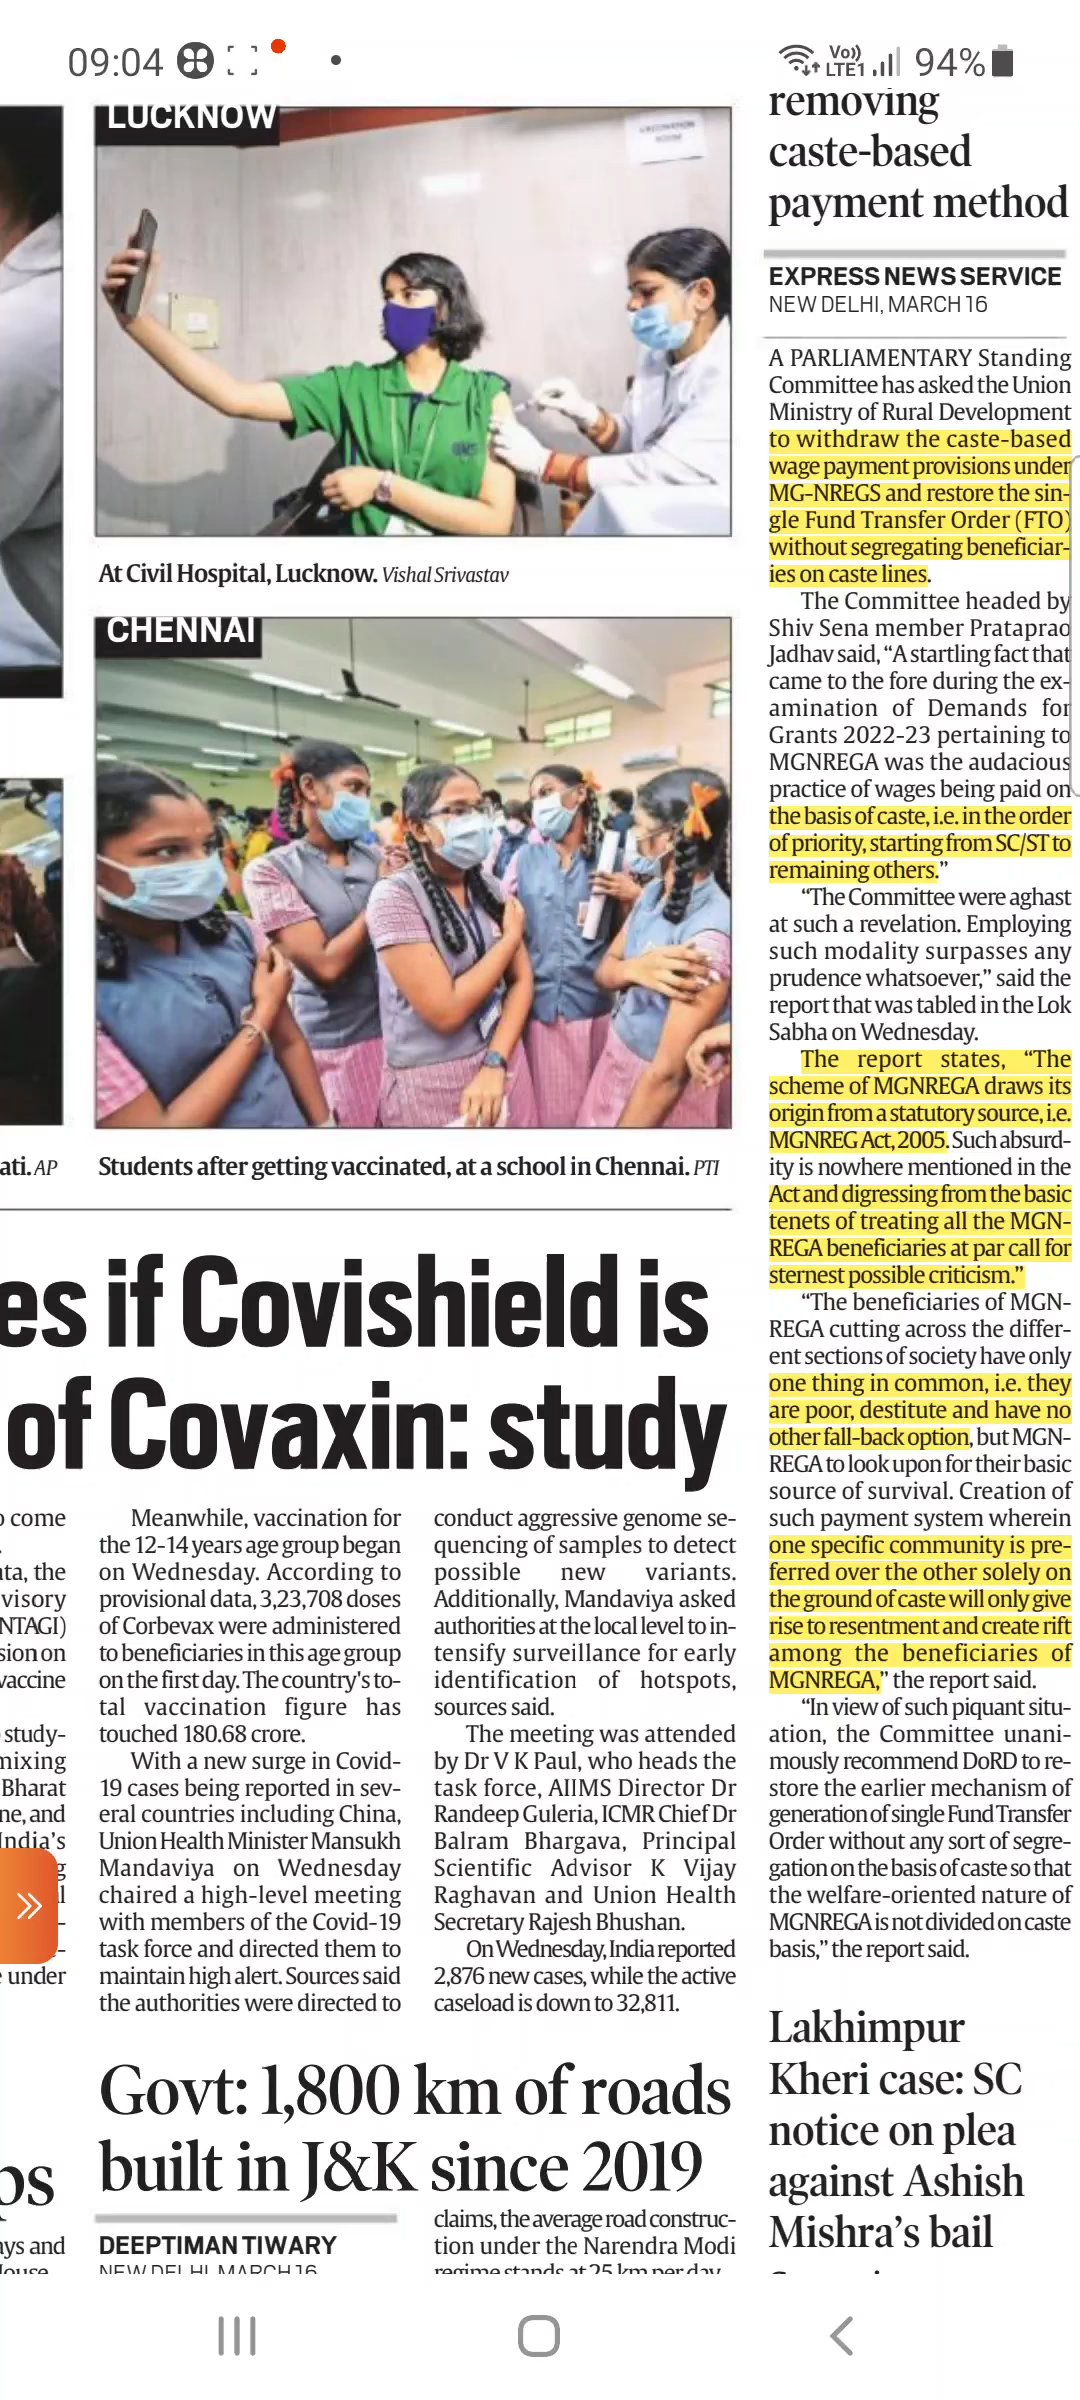 09:04
Vo))
LTE1
94%
LUCKNOW
VACCINATION
ROOM
At Civil Hospital, Lucknow. Vishal Srivastav
CHENNAI
ati. AP
Students after getting vaccinated, at a school in Chennai. PTI
es if Covishield is
of Covaxin: study
come
ta, the
visory
NTAGI)
sion on
vaccine
study-
mixing
Bharat
ne, and
India's
under
Meanwhile, vaccination for
the 12-14 years age group began
on Wednesday. According to
provisional data, 3,23,708 doses
of Corbevax were administered
to beneficiaries in this age group
on the first day. The country's to-
tal vaccination figure has
touched 180.68 crore.
With a new surge in Covid-
19 cases being reported in sev-
eral countries including China,
Union Health Minister Mansukh
Mandaviya on Wednesday
chaired a high-level meeting
with members of the Covid-19
task force and directed them to
maintain high alert. Sources said
the authorities were directed to
conduct aggressive genome se-
quencing of samples to detect
possible new variants.
Additionally, Mandaviya asked
authorities at the local level to in-
tensify surveillance for early
identification of hotspots,
sources said.
The meeting was attended
by Dr V K Paul, who heads the
task force, AIIMS Director Dr
Randeep Guleria, ICMR Chief Dr
Balram Bhargava, Principal
Scientific Advisor K Vijay
Raghavan and Union Health
Secretary Rajesh Bhushan.
On Wednesday, India reported
2,876 new cases, while the active
caseload is down to 32,811.
ps
ays and
House
Govt: 1,800 km of roads
built in J&K since 2019
DEEPTIMAN TIWARY
NEW DELHI, MARCH 16
claims, the average road construc-
tion under the Narendra Modi
regime stands at 25 km per day
removing
caste-based
payment method
EXPRESS NEWS SERVICE
NEW DELHI, MARCH 16
A PARLIAMENTARY Standing
Committee has asked the Union
Ministry of Rural Development
to withdraw the caste-based
wage payment provisions under
MG-NREGS and restore the sin-
gle Fund Transfer Order (FTO)
without segregating beneficiar-
ies on caste lines.
The Committee headed by
Shiv Sena member Prataprao
Jadhav said, “A startling fact that
came to the fore during the ex-
amination of Demands for
Grants 2022-23 pertaining to
MGNREGA was the audacious
practice of wages being paid on
the basis of caste, i.e. in the order
of priority, starting from SC/ST to
remaining others.”
“The Committee were aghast
at such a revelation. Employing
such modality surpasses any
prudence whatsoever,” said the
report that was tabled in the Lok
Sabha on Wednesday.
The report states, “The
scheme of MGNREGA draws its
origin from a statutory source, i.e.
MGNREG Act, 2005. Such absurd-
ity is nowhere mentioned in the
Act and digressing from the basic
tenets of treating all the MGN-
REGA beneficiaries at par call for
sternest possible criticism.”
“The beneficiaries of MGN-
REGA cutting across the differ-
ent sections of society have only
one thing in common, i.e. they
are poor, destitute and have no
other fall-back option, but MGN-
REGA to look upon for their basic
source of survival. Creation of
such payment system wherein
one specific community is pre-
ferred over the other solely on
the ground of caste will only give
rise to resentment and create rift
among the beneficiaries of
MGNREGA,” the report said.
“In view of such piquant situ-
ation, the Committee unani-
mously recommend DoRD to re-
store the earlier mechanism of
generation of single Fund Transfer
Order without any sort of segre-
gation on the basis of caste so that
the welfare-oriented nature of
MGNREGA is not divided on caste
basis,” the report said.
Lakhimpur
Kheri case: SC
notice on plea
against Ashish
Mishra’s bail